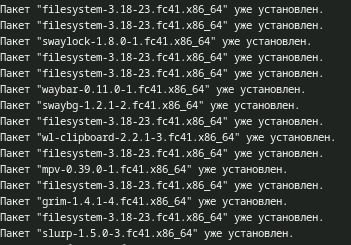 Пакет "filesystem-3.18-23.fc41.x86_64" уже установлен.
Пакет "filesystem-3.18-23.fc41.x86_64" уже установлен.
Пакет "swaylock-1.8.0-1.fc41.x86_64" уже установлен.
Пакет "filesystem-3.18-23.fc41.x86_64" уже установлен.
Пакет "filesystem-3.18-23.fc41.x86_64" уже установлен.
Пакет "waybar-0.11.0-1.fc41.x86_64" уже установлен.
Пакет "swaybg-1.2.1-2.fc41.x86_64" уже установлен.
Пакет "filesystem-3.18-23.fc41.x86_64" уже установлен.
Пакет "wl-clipboard-2.2.1-3.fc41.x86_64" уже установлен.
Пакет "filesystem-3.18-23.fc41.x86_64" уже установлен.
Пакет "mpv-0.39.0-1.fc41.x86_64" уже установлен.
Пакет "filesystem-3.18-23.fc41.x86_64" уже установлен.
Пакет "grim-1.4.1-4.fc41.x86_64" уже установлен.
Пакет "filesystem-3.18-23.fc41.x86_64" уже установлен.
Пакет "slurp-1.5.0-3.fc41.x86_64" уже установлен.